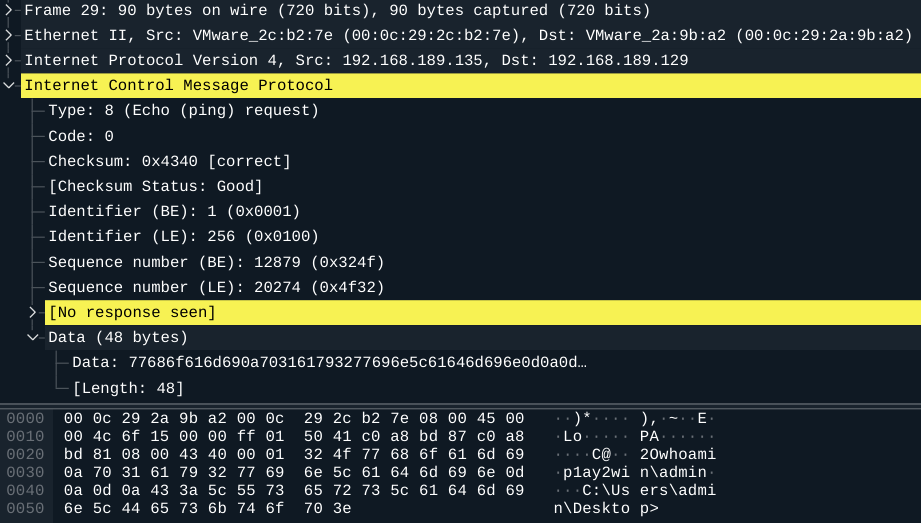 Frame 29: 90 bytes on wire (720 bits), 90 bytes captured (720 bits)
Ethernet II, Src: VMware_2c:b2:7e (00:0c:29:2c:b2:7e), Dst: VMware_2a:9b:a2 (00:0c:29:2a:9b:a2)
Internet Protocol Version 4, Src: 192.168.189.135, Dst: 192.168.189.129
Internet Control Message Protocol
Type: 8 (Echo (ping) request)
Code: 0
Checksum: 0x4340 [correct]
[Checksum Status: Good]
Identifier (BE): 1 (0x0001)
Identifier (LE): 256 (0x0100)
Sequence number (BE): 12879 (0x324f)
Sequence number (LE): 20274 (0x4f32)
[No response seen]
Data (48 bytes)
Data: 77686f616d690a703161793277696e5c61646d696e0d0a0d…
[Length: 48]
0000 00 0c 29 2a 9b a2 00 0c 29 2c b2 7e 08 00 45 00 ··)*···· ),·~··E·
0010 00 4c 6f 15 00 00 ff 01 50 41 c0 a8 bd 87 c0 a8 ·Lo····· PA······
0020 bd 81 08 00 43 40 00 01 32 4f 77 68 6f 61 6d 69 ····C@·· 2Owhoami
0030 0a 70 31 61 79 32 77 69 6e 5c 61 64 6d 69 6e 0d ·p1ay2wi n\admin·
0040 0a 0d 0a 43 3a 5c 55 73 65 72 73 5c 61 64 6d 69 ···C:\Us ers\admi
0050 6e 5c 44 65 73 6b 74 6f 70 3e n\Deskto p>